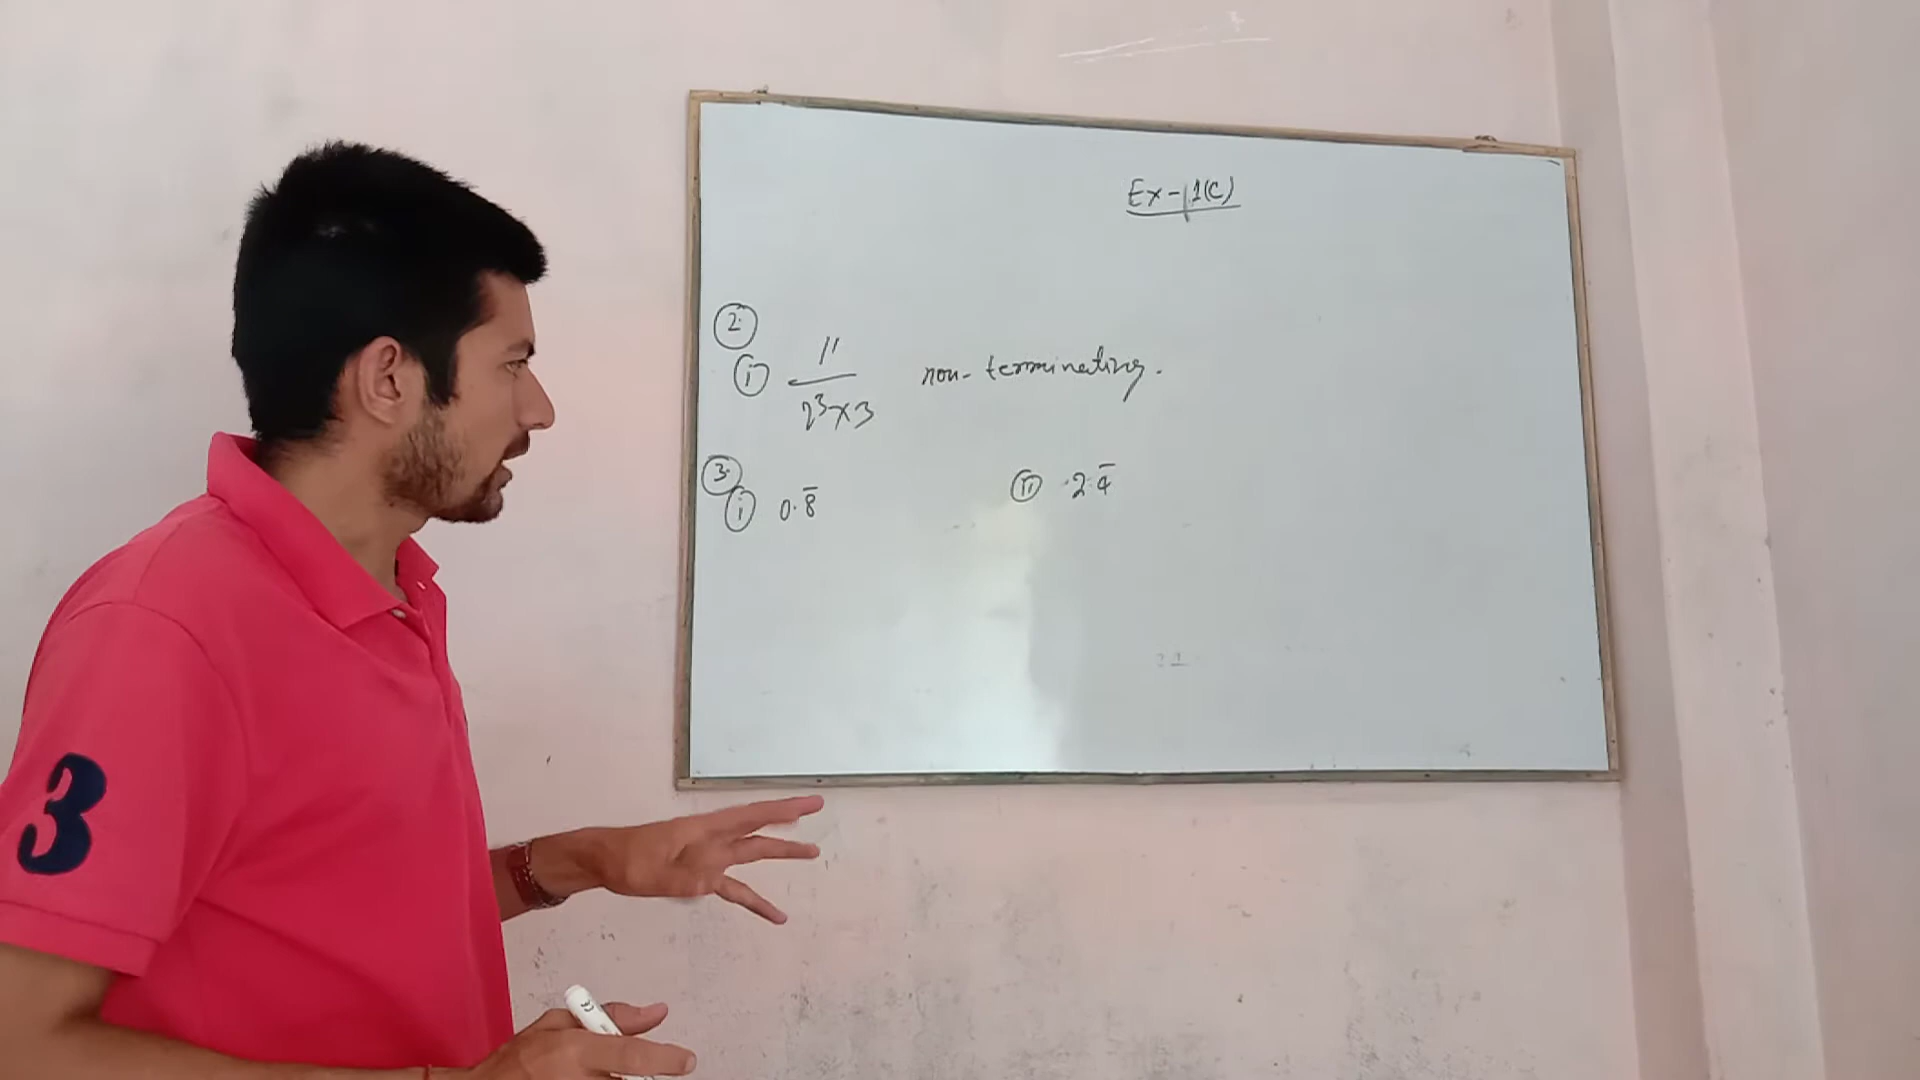 Ex-1(C)
2.
i 11 / 2³×3 non-terminating.
3.
i 0.8̅ ii 2.4̅
3